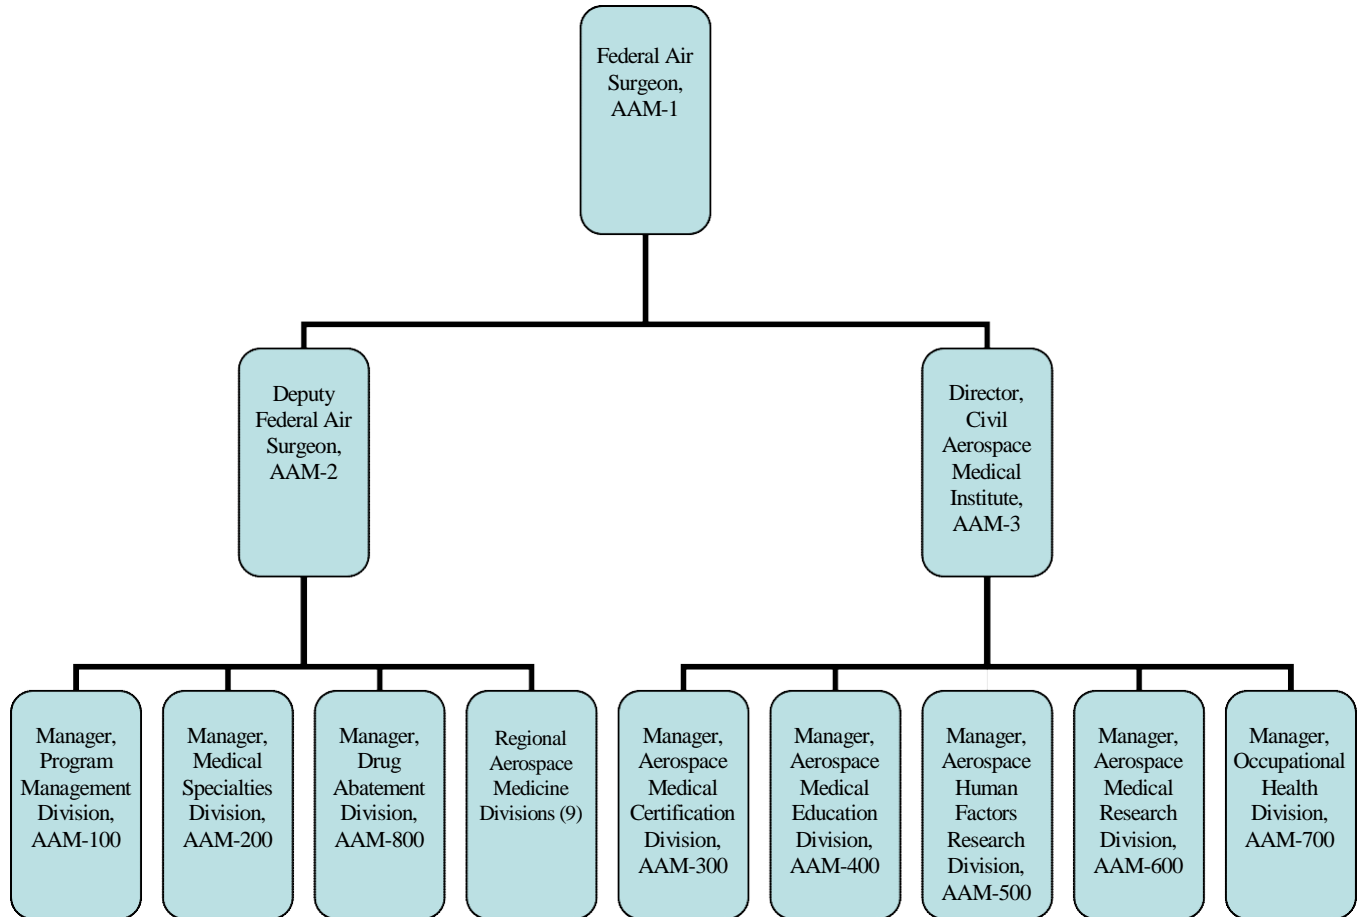 Federal Air
Surgeon,
AAM-1
Deputy
Federal Air
Surgeon,
AAM-2
Director,
Civil
Aerospace
Medical
Institute,
AAM-3
Manager,
Program
Management
Division,
AAM-100
Manager,
Medical
Specialties
Division,
AAM-200
Manager,
Drug
Abatement
Division,
AAM-800
Regional
Aerospace
Medicine
Divisions (9)
Manager,
Aerospace
Medical
Certification
Division,
AAM-300
Manager,
Aerospace
Medical
Education
Division,
AAM-400
Manager,
Aerospace
Human
Factors
Research
Division,
AAM-500
Manager,
Aerospace
Medical
Research
Division,
AAM-600
Manager,
Occupational
Health
Division,
AAM-700